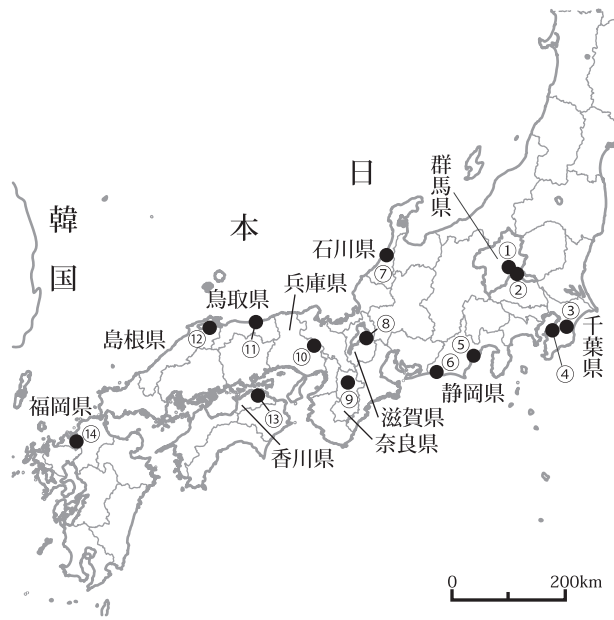 日
本
韓
国
群馬県
①
②
③
千葉県
④
石川県
⑦
兵庫県
鳥取県
⑧
⑤
⑥
島根県
⑫
⑪
⑩
静岡県
⑨
滋賀県
福岡県
⑬
奈良県
⑭
香川県
0
200km